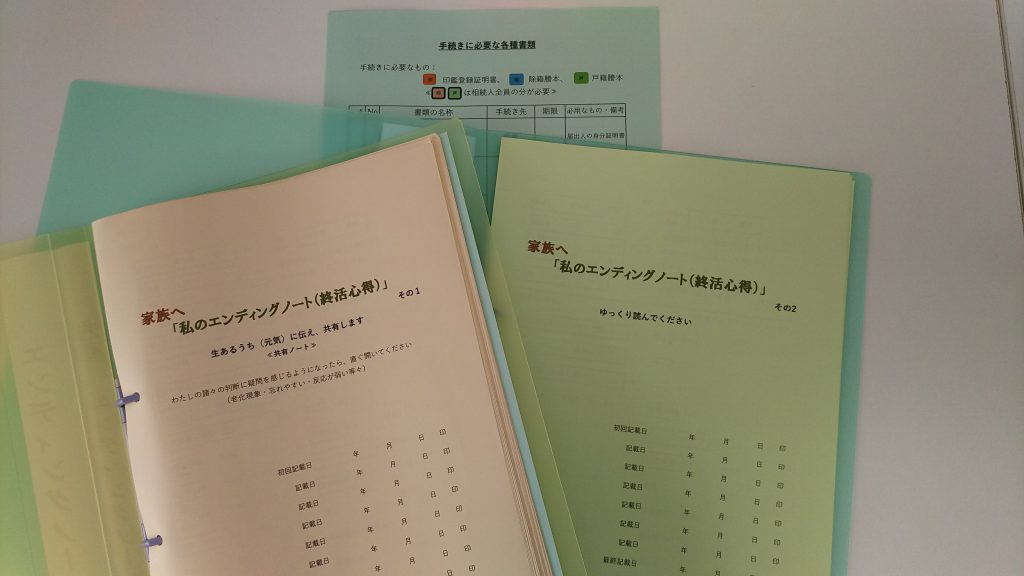 手続きに必要な各種書類
手続きに必要なもの:
印鑑登録証明書、 除籍謄本、 戸籍謄本
≪ 印 戸 は相続人全員の分が必要≫
No 書類の名称 手続き先 期限 必用なもの・備考
届出人の身分証明書
家族へ
「私のエンディングノート(終活心得)」 その1
生あるうち(元気)に伝え、共有します
≪共有ノート≫
わたしの諸々の判断に疑問を感じるようになったら、直ぐ開いてください
(老化現象・忘れやすい・反応が弱い等々)
初回記載日 年 月 日 印
記載日 年 月 日 印
記載日 年 月 日 印
記載日 年 月 日 印
記載日 年 月 日 印
記載日 年 月 日 印
日 印
家族へ
「私のエンディングノート(終活心得)」
その2
ゆっくり読んでください
初回記載日 年 月 日 印
記載日 年 月 日 印
記載日 年 月 日 印
記載日 年 月 日 印
記載日 年 月 日 印
記載日 年 月 日 印
記載日 年 月 日 印
最終記載日 年 月 日 印